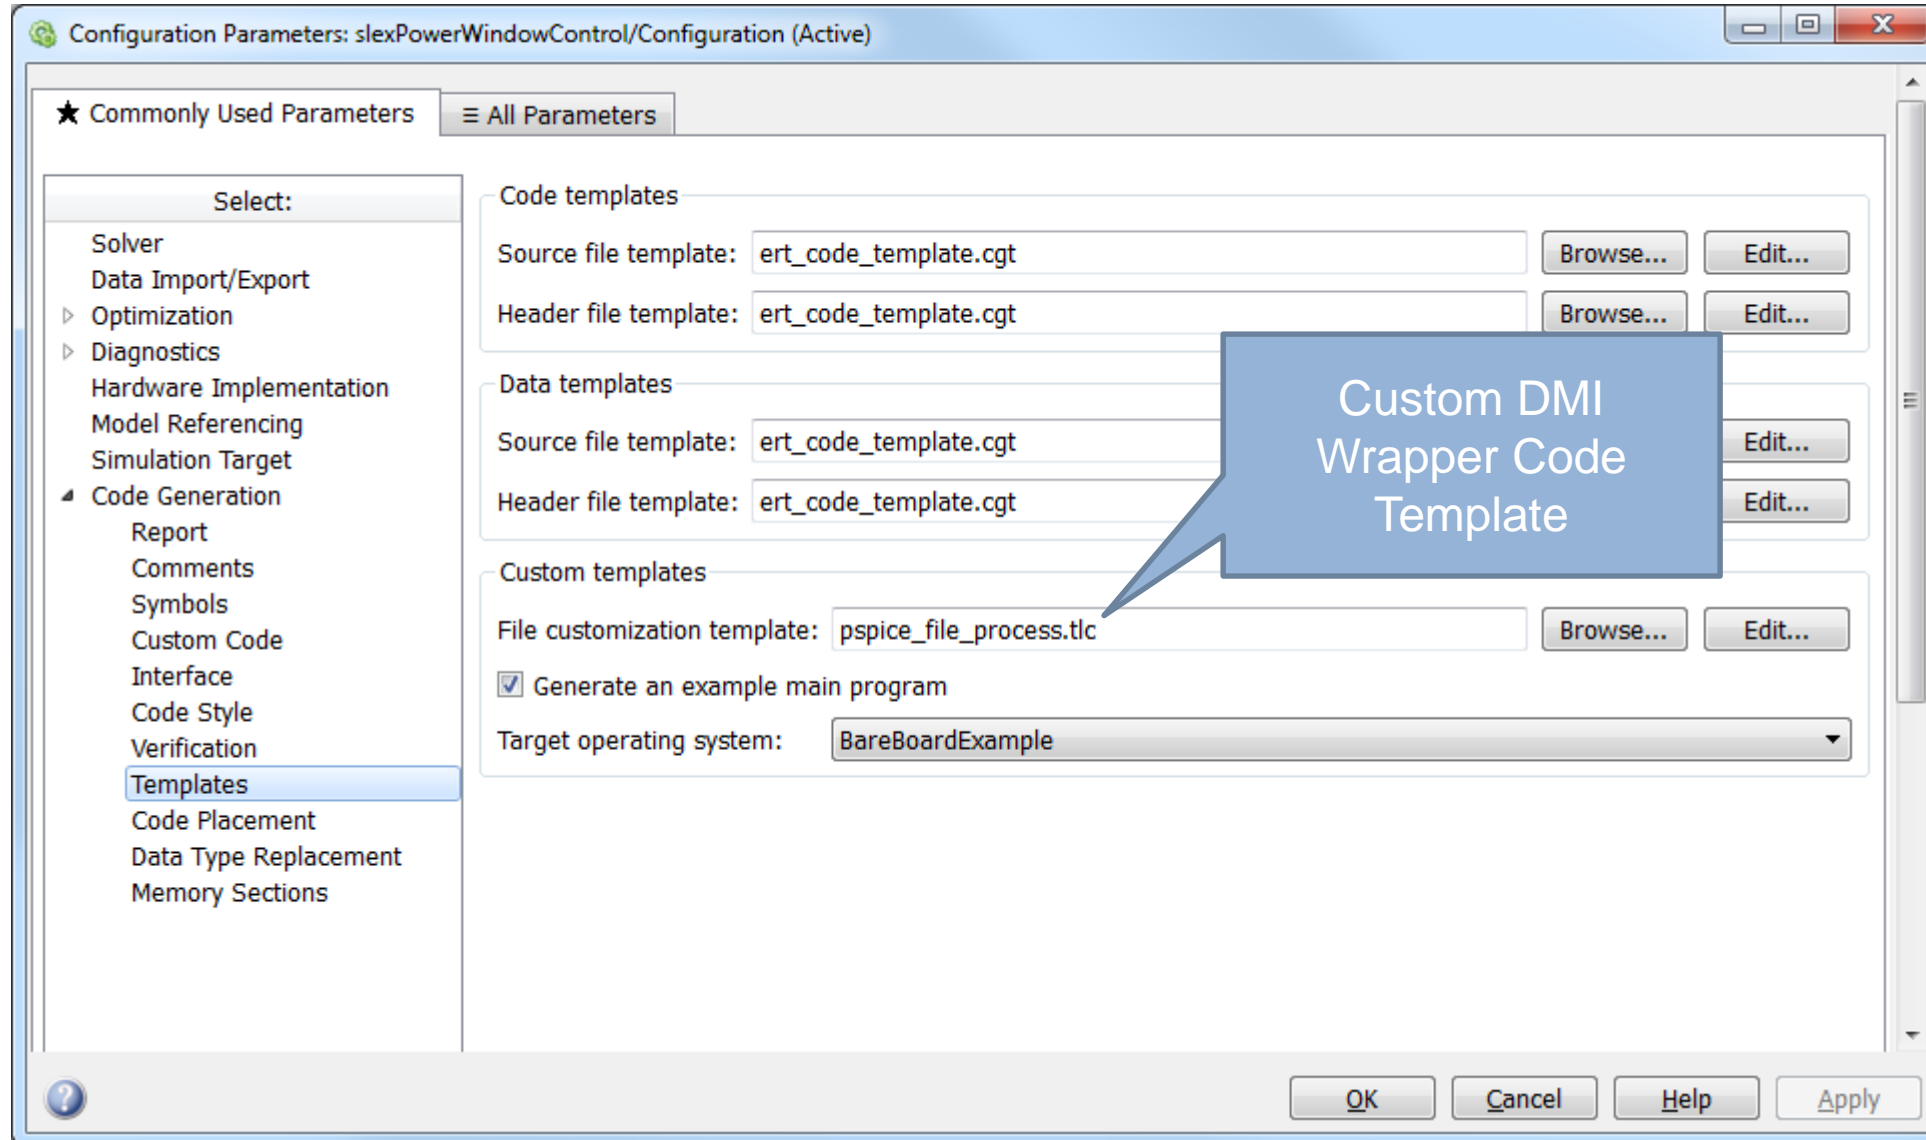 Configuration Parameters: slexPowerWindowControl/Configuration (Active)
★ Commonly Used Parameters
≡ All Parameters
Select:
Solver
Data Import/Export
Optimization
Diagnostics
Hardware Implementation
Model Referencing
Simulation Target
Code Generation
Report
Comments
Symbols
Custom Code
Interface
Code Style
Verification
Templates
Code Placement
Data Type Replacement
Memory Sections
Code templates
Source file template: ert_code_template.cgt Browse... Edit...
Header file template: ert_code_template.cgt Browse... Edit...
Data templates
Source file template: ert_code_template.cgt Edit...
Header file template: ert_code_template.cgt Edit...
Custom DMI
Wrapper Code
Template
Custom templates
File customization template: pspice_file_process.tlc Browse... Edit...
Generate an example main program
Target operating system: BareBoardExample
? OK Cancel Help Apply